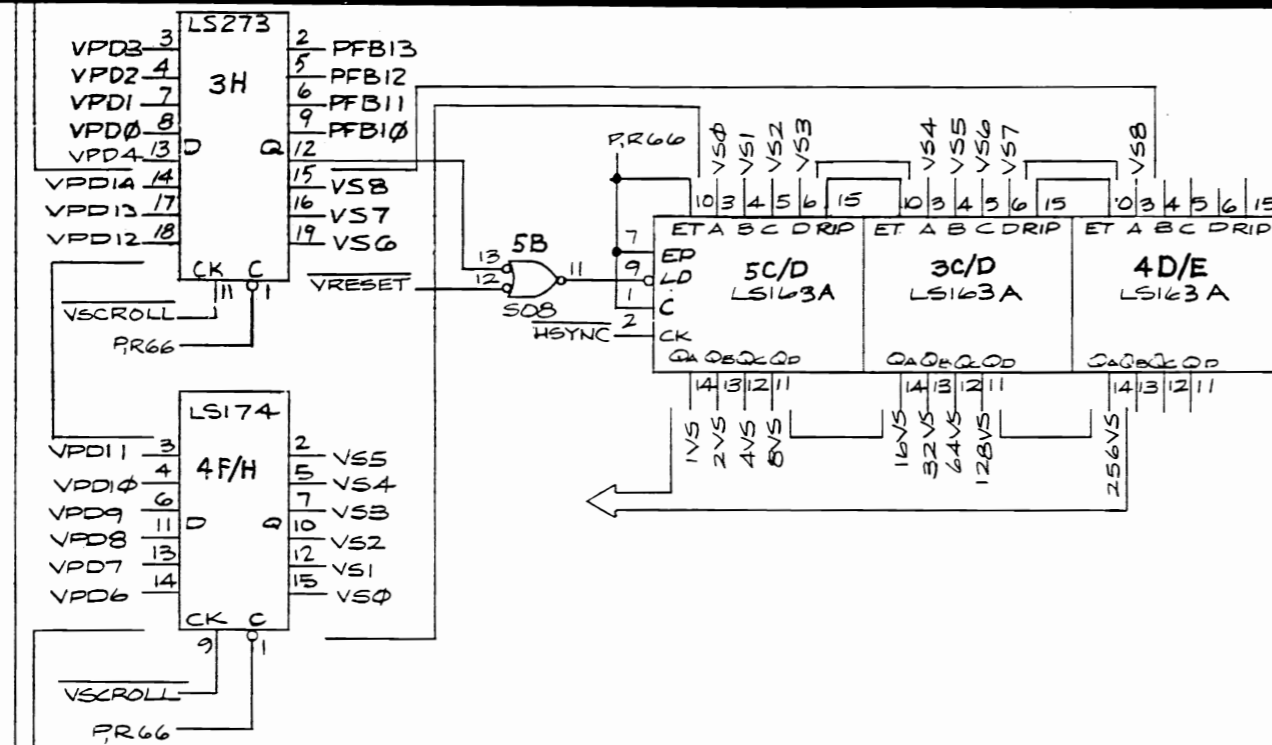 LS273
3H
VPD3 3 2 PFB13
VPD2 4 5 PFB12
VPD1 7 6 PFB11
VPDØ 8 9 PFB1Ø
VPD4 13 D Q 12
VPD14 14 15 VS8
VPD13 17 16 VS7
VPD12 18 19 VS6
CK C
11 1
VSCROLL
P,R66
LS174
4F/H
VPD11 3 2 VS5
VPD1Ø 4 5 VS4
VPD9 6 7 VS3
VPD8 11 D Q 10 VS2
VPD7 13 12 VS1
VPD6 14 15 VSØ
CK C
9 1
VSCROLL
P,R66
5B
13
12
11
VRESET
S08
P,R66
VSØ VS1 VS2 VS3 VS4 VS5 VS6 VS7 VS8
10 3 4 5 6 15 10 3 4 5 6 15 10 3 4 5 6 15
ET A B C D RIP ET A B C D RIP ET A B C D RIP
7 EP
9 LD
1 C
2 CK
HSYNC
5C/D 3C/D 4D/E
LS163A LS163A LS163A
QA QB QC QD QA QB QC QD QA QB QC QD
14 13 12 11 14 13 12 11 14 13 12 11
1VS 2VS 4VS 8VS 16VS 32VS 64VS 128VS 256VS